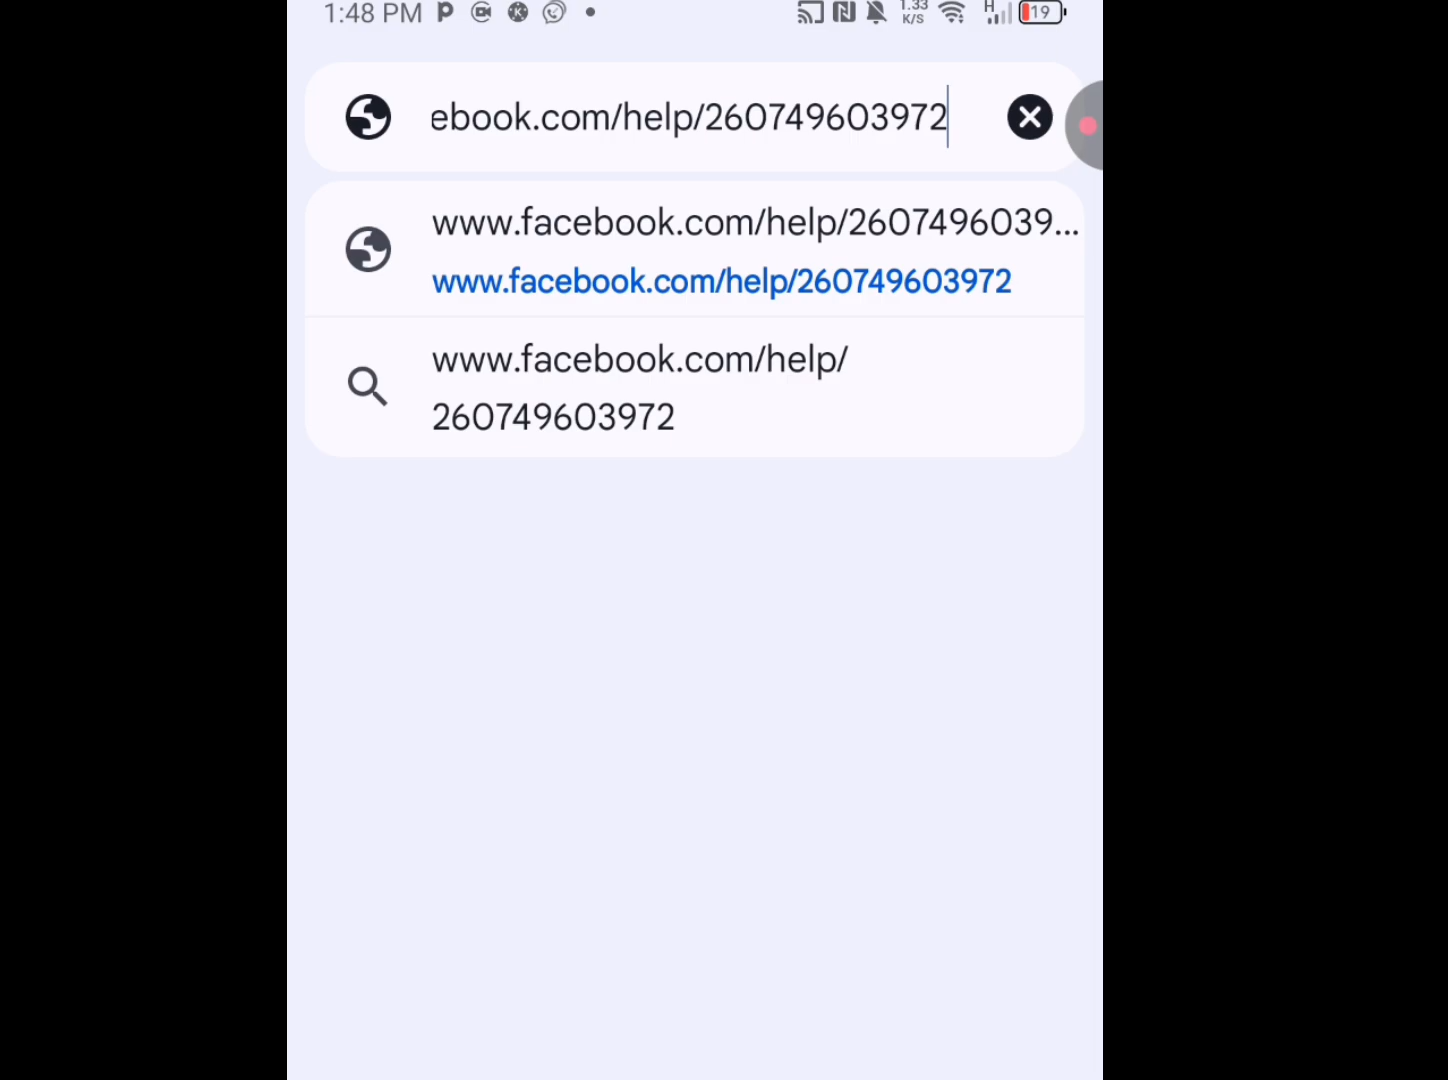 1:48 PM
1.33
K/S
H
19
ebook.com/help/260749603972
www.facebook.com/help/2607496039...
www.facebook.com/help/260749603972
www.facebook.com/help/
260749603972